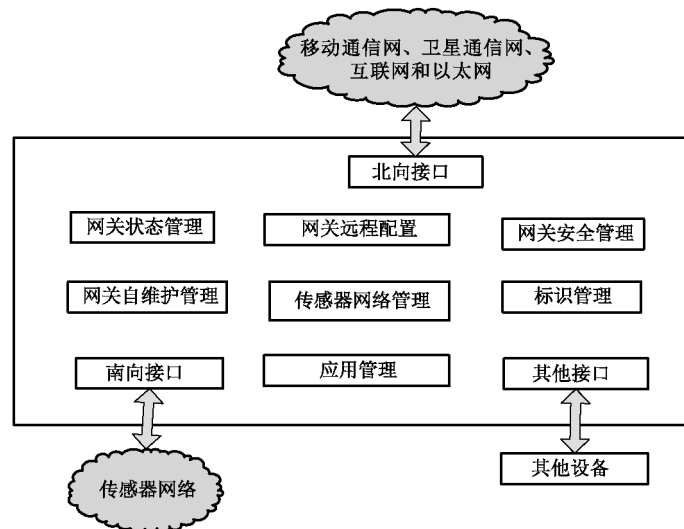 移动通信网、卫星通信网、
互联网和以太网
北向接口
网关状态管理
网关远程配置
网关安全管理
网关自维护管理
传感器网络管理
标识管理
南向接口
应用管理
其他接口
传感器网络
其他设备